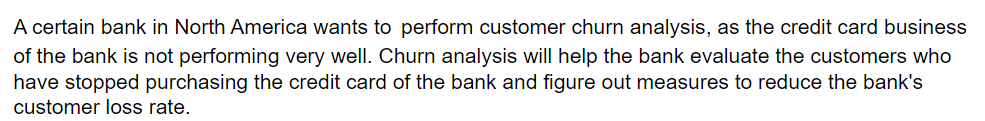 A certain bank in North America wants to perform customer churn analysis, as the credit card business
of the bank is not performing very well. Churn analysis will help the bank evaluate the customers who
have stopped purchasing the credit card of the bank and figure out measures to reduce the bank's
customer loss rate.